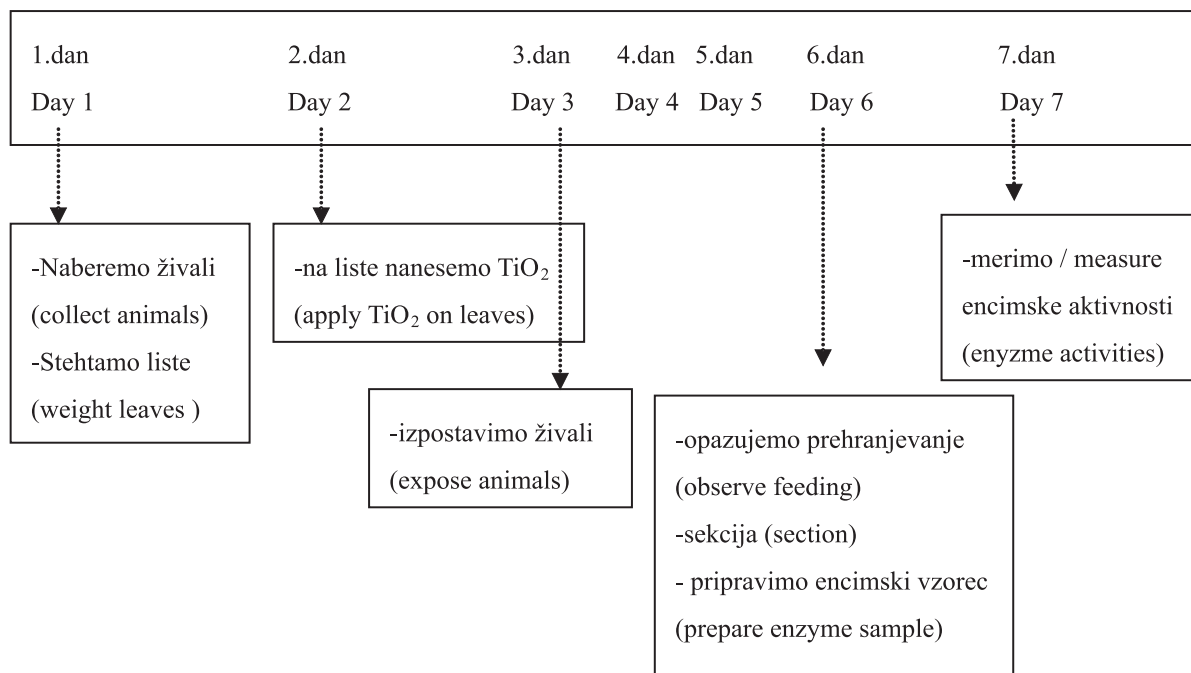 1.dan 2.dan 3.dan 4.dan 5.dan 6.dan 7.dan
Day 1 Day 2 Day 3 Day 4 Day 5 Day 6 Day 7
-Naberemo živali
(collect animals)
-Stehtamo liste
(weight leaves )
-na liste nanesemo TiO₂
(apply TiO₂ on leaves)
-izpostavimo živali
(expose animals)
-opazujemo prehranjevanje
(observe feeding)
-sekcija (section)
- pripravimo encimski vzorec
(prepare enzyme sample)
-merimo / measure
encimske aktivnosti
(enyzme activities)